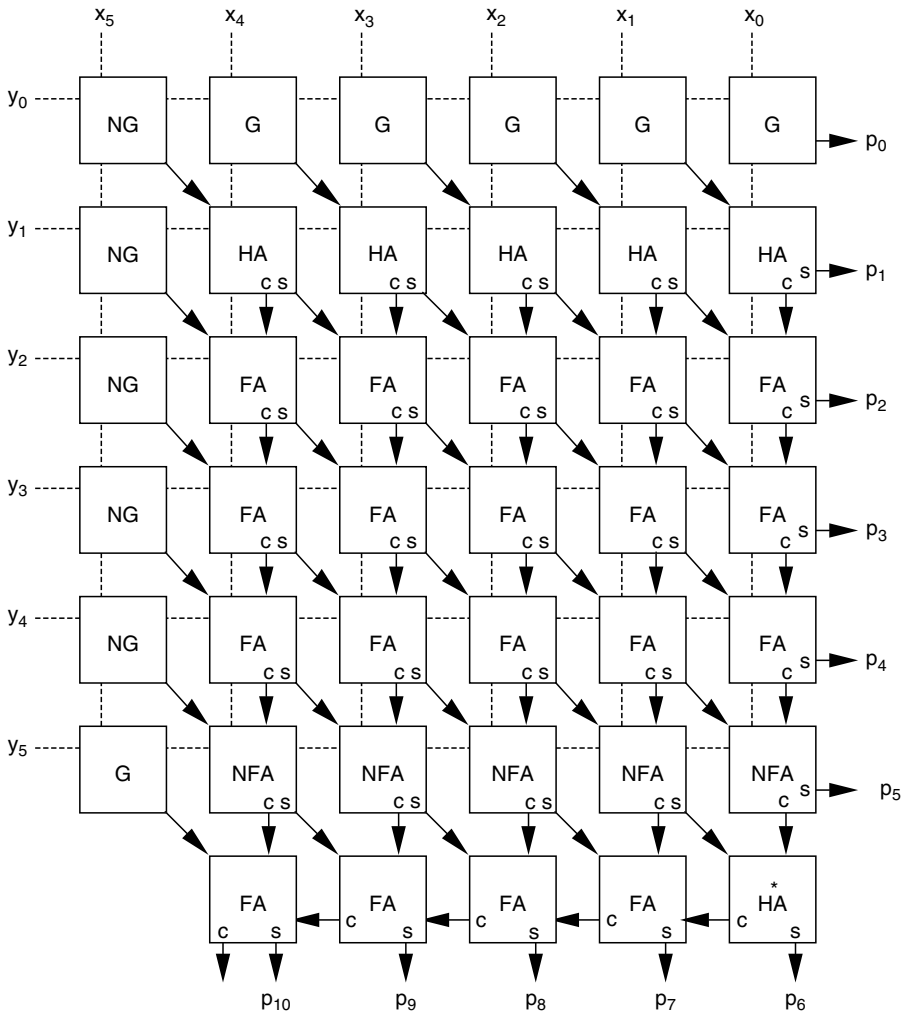 x5 x4 x3 x2 x1 x0
y0
NG G G G G G
p0
y1
NG HA HA HA HA HA
s p1
c s c s c s c s c
y2
NG FA FA FA FA FA
s p2
c s c s c s c s c
y3
NG FA FA FA FA FA
s p3
c s c s c s c s c
y4
NG FA FA FA FA FA
s p4
c s c s c s c s c
y5
G NFA NFA NFA NFA NFA
s p5
c s c s c s c s c
*
FA FA FA FA HA
c s c s c s c s c s
p10 p9 p8 p7 p6